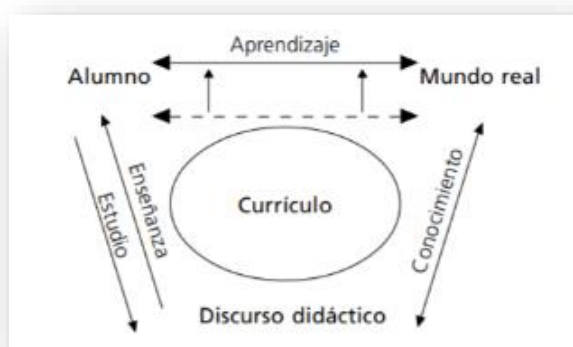 Aprendizaje
Alumno
Mundo real
Currículo
Enseñanza
Estudio
Conocimiento
Discurso didáctico